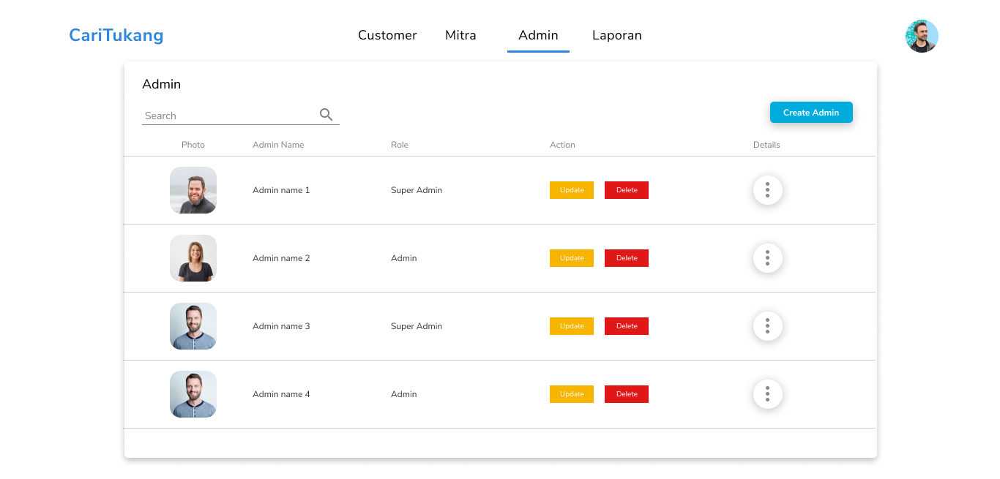 CariTukang Customer Mitra Admin Laporan
Admin
Search
Create Admin
Photo Admin Name Role Action Details
Admin name 1 Super Admin Update Delete
Admin name 2 Admin Update Delete
Admin name 3 Super Admin Update Delete
Admin name 4 Admin Update Delete